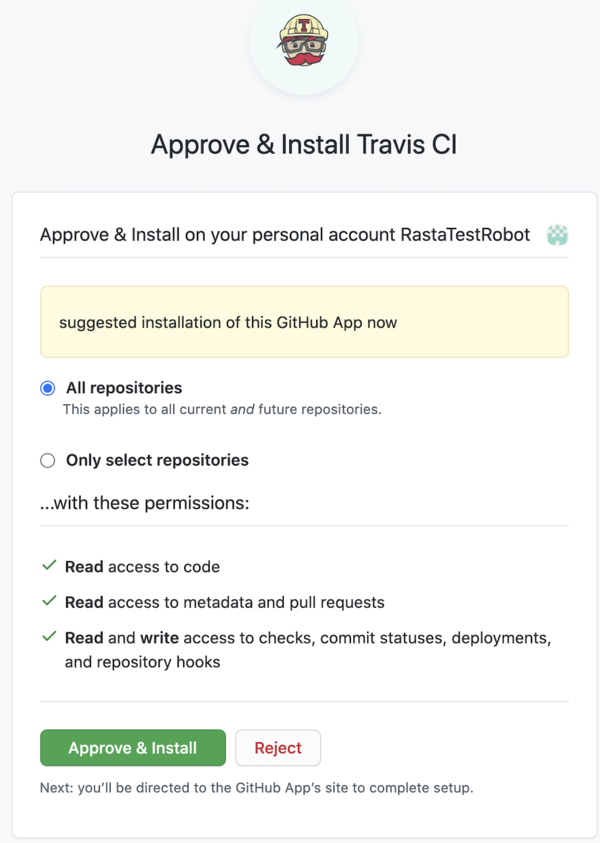 T
Approve & Install Travis CI
Approve & Install on your personal account RastaTestRobot
suggested installation of this GitHub App now
All repositories
This applies to all current and future repositories.
Only select repositories
...with these permissions:
Read access to code
Read access to metadata and pull requests
Read and write access to checks, commit statuses, deployments,
and repository hooks
Approve & Install
Reject
Next: you’ll be directed to the GitHub App’s site to complete setup.